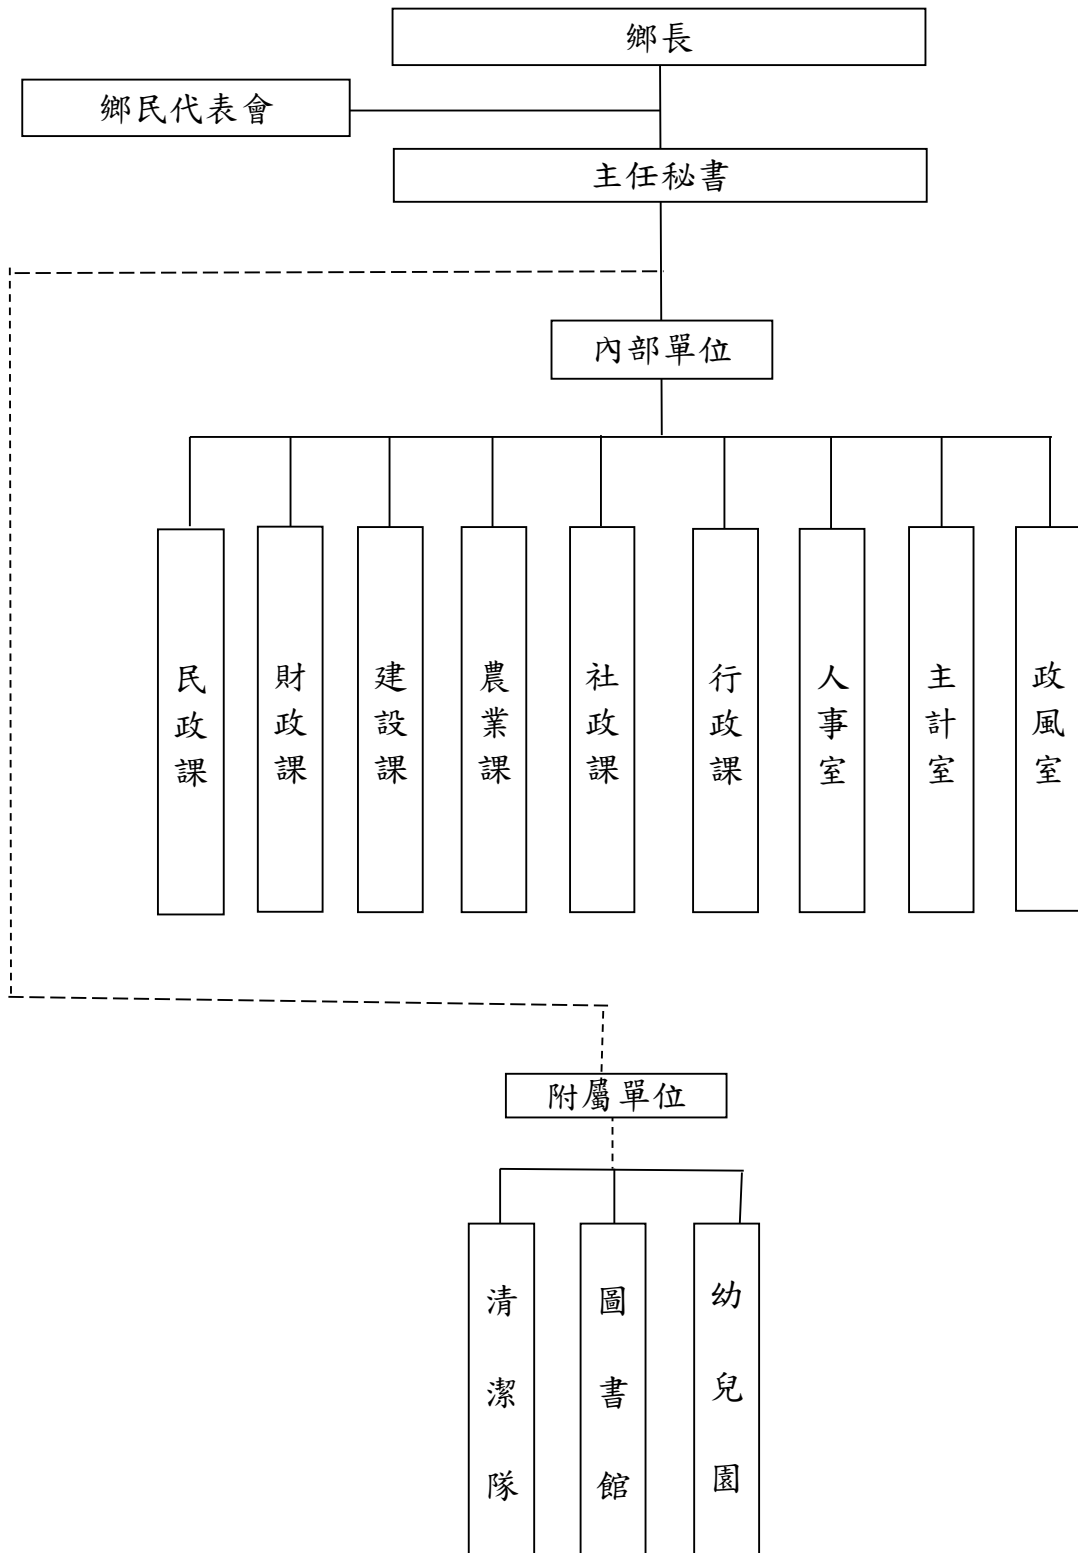 鄉長
鄉民代表會
主任秘書
內部單位
民政課
財政課
建設課
農業課
社政課
行政課
人事室
主計室
政風室
附屬單位
清潔隊
圖書館
幼兒園